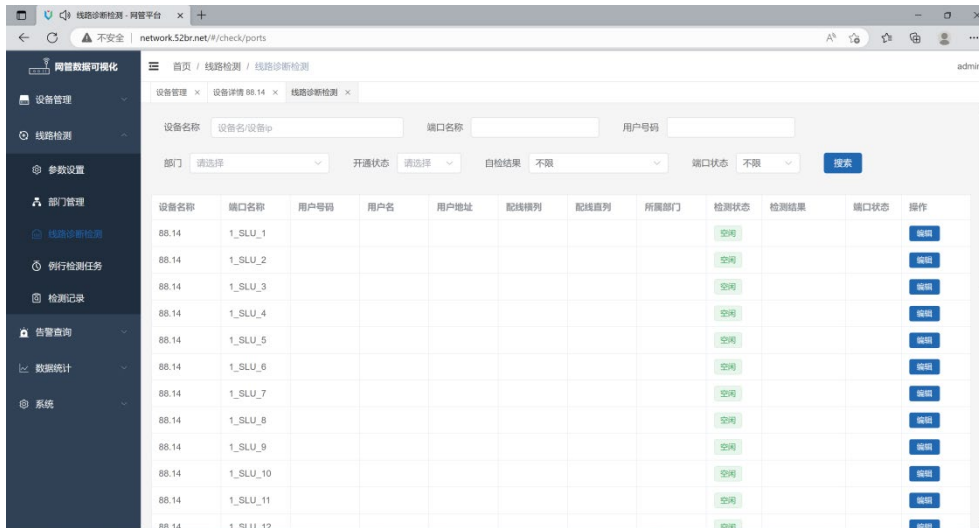 线路诊断检测 - 网管平台
不安全 | network.52br.net/#/check/ports
网管数据可视化
首页 / 线路检测 / 线路诊断检测
admin
设备管理 × 设备详情 88.14 × 线路诊断检测 ×
设备管理
线路检测
参数设置
部门管理
线路诊断检测
例行检测任务
检测记录
告警查询
数据统计
系统
设备名称 设备名/设备ip 端口名称 用户号码
部门 请选择 开通状态 请选择 自检结果 不限 端口状态 不限 搜索
设备名称 端口名称 用户号码 用户名 用户地址 配线横列 配线直列 所属部门 检测状态 检测结果 端口状态 操作
88.14 1_SLU_1 空闲 编辑
88.14 1_SLU_2 空闲 编辑
88.14 1_SLU_3 空闲 编辑
88.14 1_SLU_4 空闲 编辑
88.14 1_SLU_5 空闲 编辑
88.14 1_SLU_6 空闲 编辑
88.14 1_SLU_7 空闲 编辑
88.14 1_SLU_8 空闲 编辑
88.14 1_SLU_9 空闲 编辑
88.14 1_SLU_10 空闲 编辑
88.14 1_SLU_11 空闲 编辑
88.14 1_SLU_12 空闲 编辑